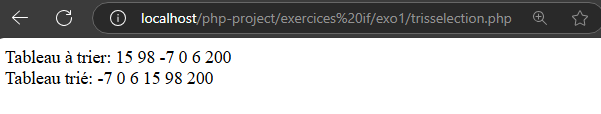 localhost/php-project/exercices%20if/exo1/trisselection.php
Tableau à trier: 15 98 -7 0 6 200
Tableau trié: -7 0 6 15 98 200